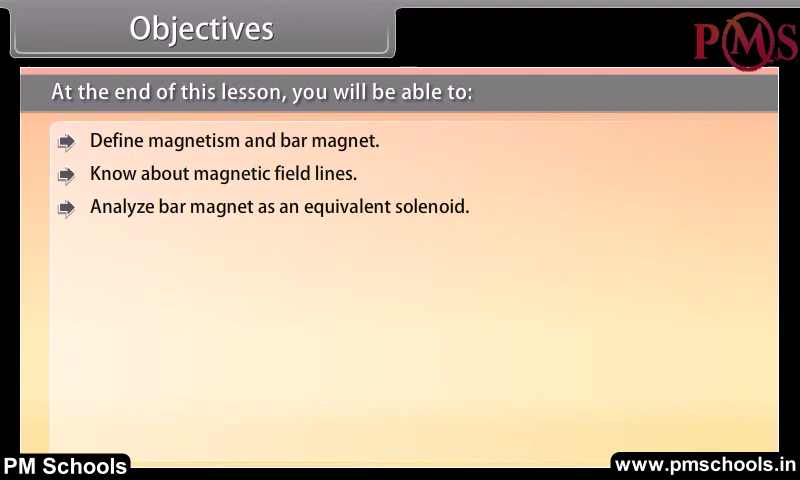 Objectives
PMS
At the end of this lesson, you will be able to:
Define magnetism and bar magnet.
Know about magnetic field lines.
Analyze bar magnet as an equivalent solenoid.
PM Schools
www.pmschools.in